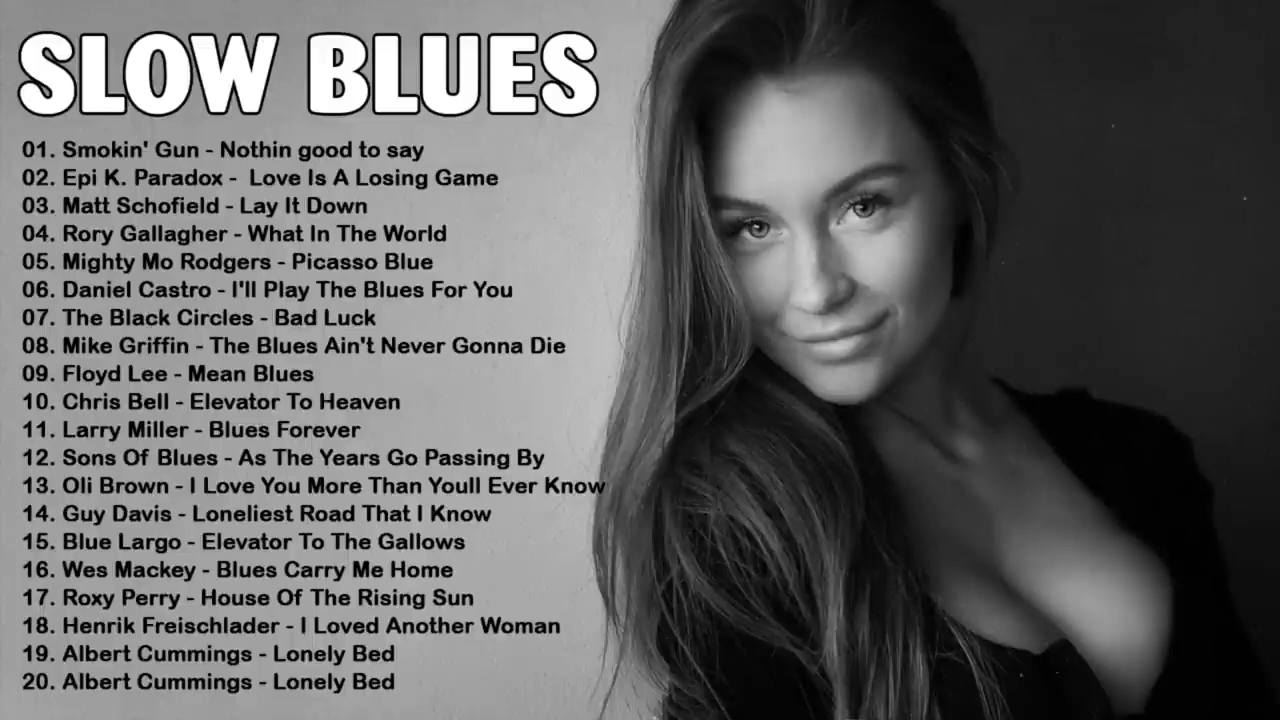 SLOW BLUES
01. Smokin' Gun - Nothin good to say
02. Epi K. Paradox -  Love Is A Losing Game
03. Matt Schofield - Lay It Down
04. Rory Gallagher - What In The World
05. Mighty Mo Rodgers - Picasso Blue
06. Daniel Castro - I'll Play The Blues For You
07. The Black Circles - Bad Luck
08. Mike Griffin - The Blues Ain't Never Gonna Die
09. Floyd Lee - Mean Blues
10. Chris Bell - Elevator To Heaven
11. Larry Miller - Blues Forever
12. Sons Of Blues - As The Years Go Passing By
13. Oli Brown - I Love You More Than Youll Ever Know
14. Guy Davis - Loneliest Road That I Know
15. Blue Largo - Elevator To The Gallows
16. Wes Mackey - Blues Carry Me Home
17. Roxy Perry - House Of The Rising Sun
18. Henrik Freischlader - I Loved Another Woman
19. Albert Cummings - Lonely Bed
20. Albert Cummings - Lonely Bed